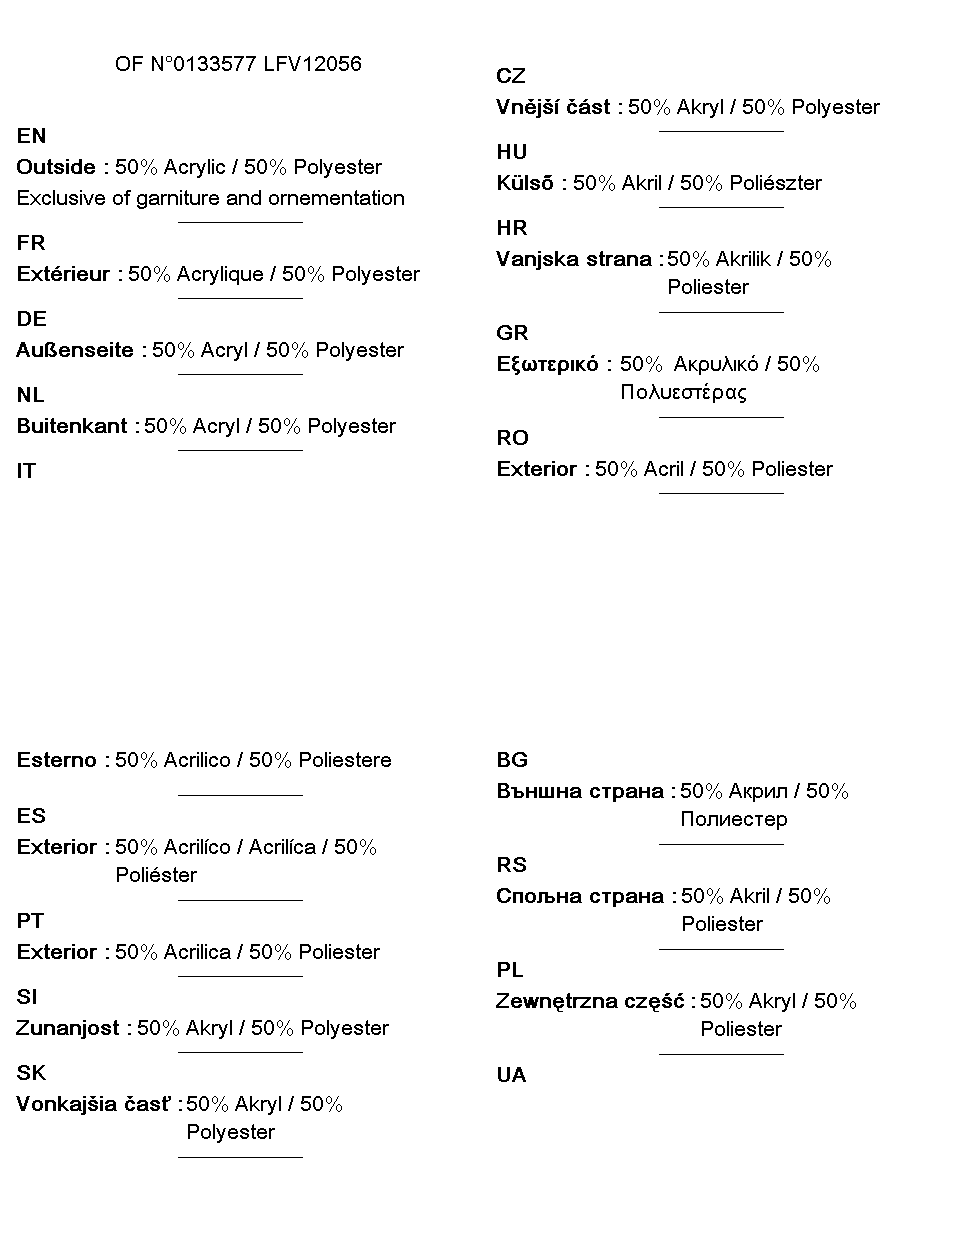 OF N°0133577 LFV12056
EN
Outside : 50% Acrylic / 50% Polyester
Exclusive of garniture and ornementation
FR
Extérieur : 50% Acrylique / 50% Polyester
DE
Außenseite : 50% Acryl / 50% Polyester
NL
Buitenkant : 50% Acryl / 50% Polyester
IT
Esterno : 50% Acrilico / 50% Poliestere
ES
Exterior : 50% Acrilíco / Acrilíca / 50%
Poliéster
PT
Exterior : 50% Acrilica / 50% Poliester
SI
Zunanjost : 50% Akryl / 50% Polyester
SK
Vonkajšia časť : 50% Akryl / 50%
Polyester
CZ
Vnější část : 50% Akryl / 50% Polyester
HU
Külső : 50% Akril / 50% Poliészter
HR
Vanjska strana : 50% Akrilik / 50%
Poliester
GR
Εξωτερικό : 50% Ακρυλικό / 50%
Πολυεστέρας
RO
Exterior : 50% Acril / 50% Poliester
BG
Външна страна : 50% Акрил / 50%
Полиестер
RS
Спољна страна : 50% Akril / 50%
Poliester
PL
Zewnętrzna część : 50% Akryl / 50%
Poliester
UA